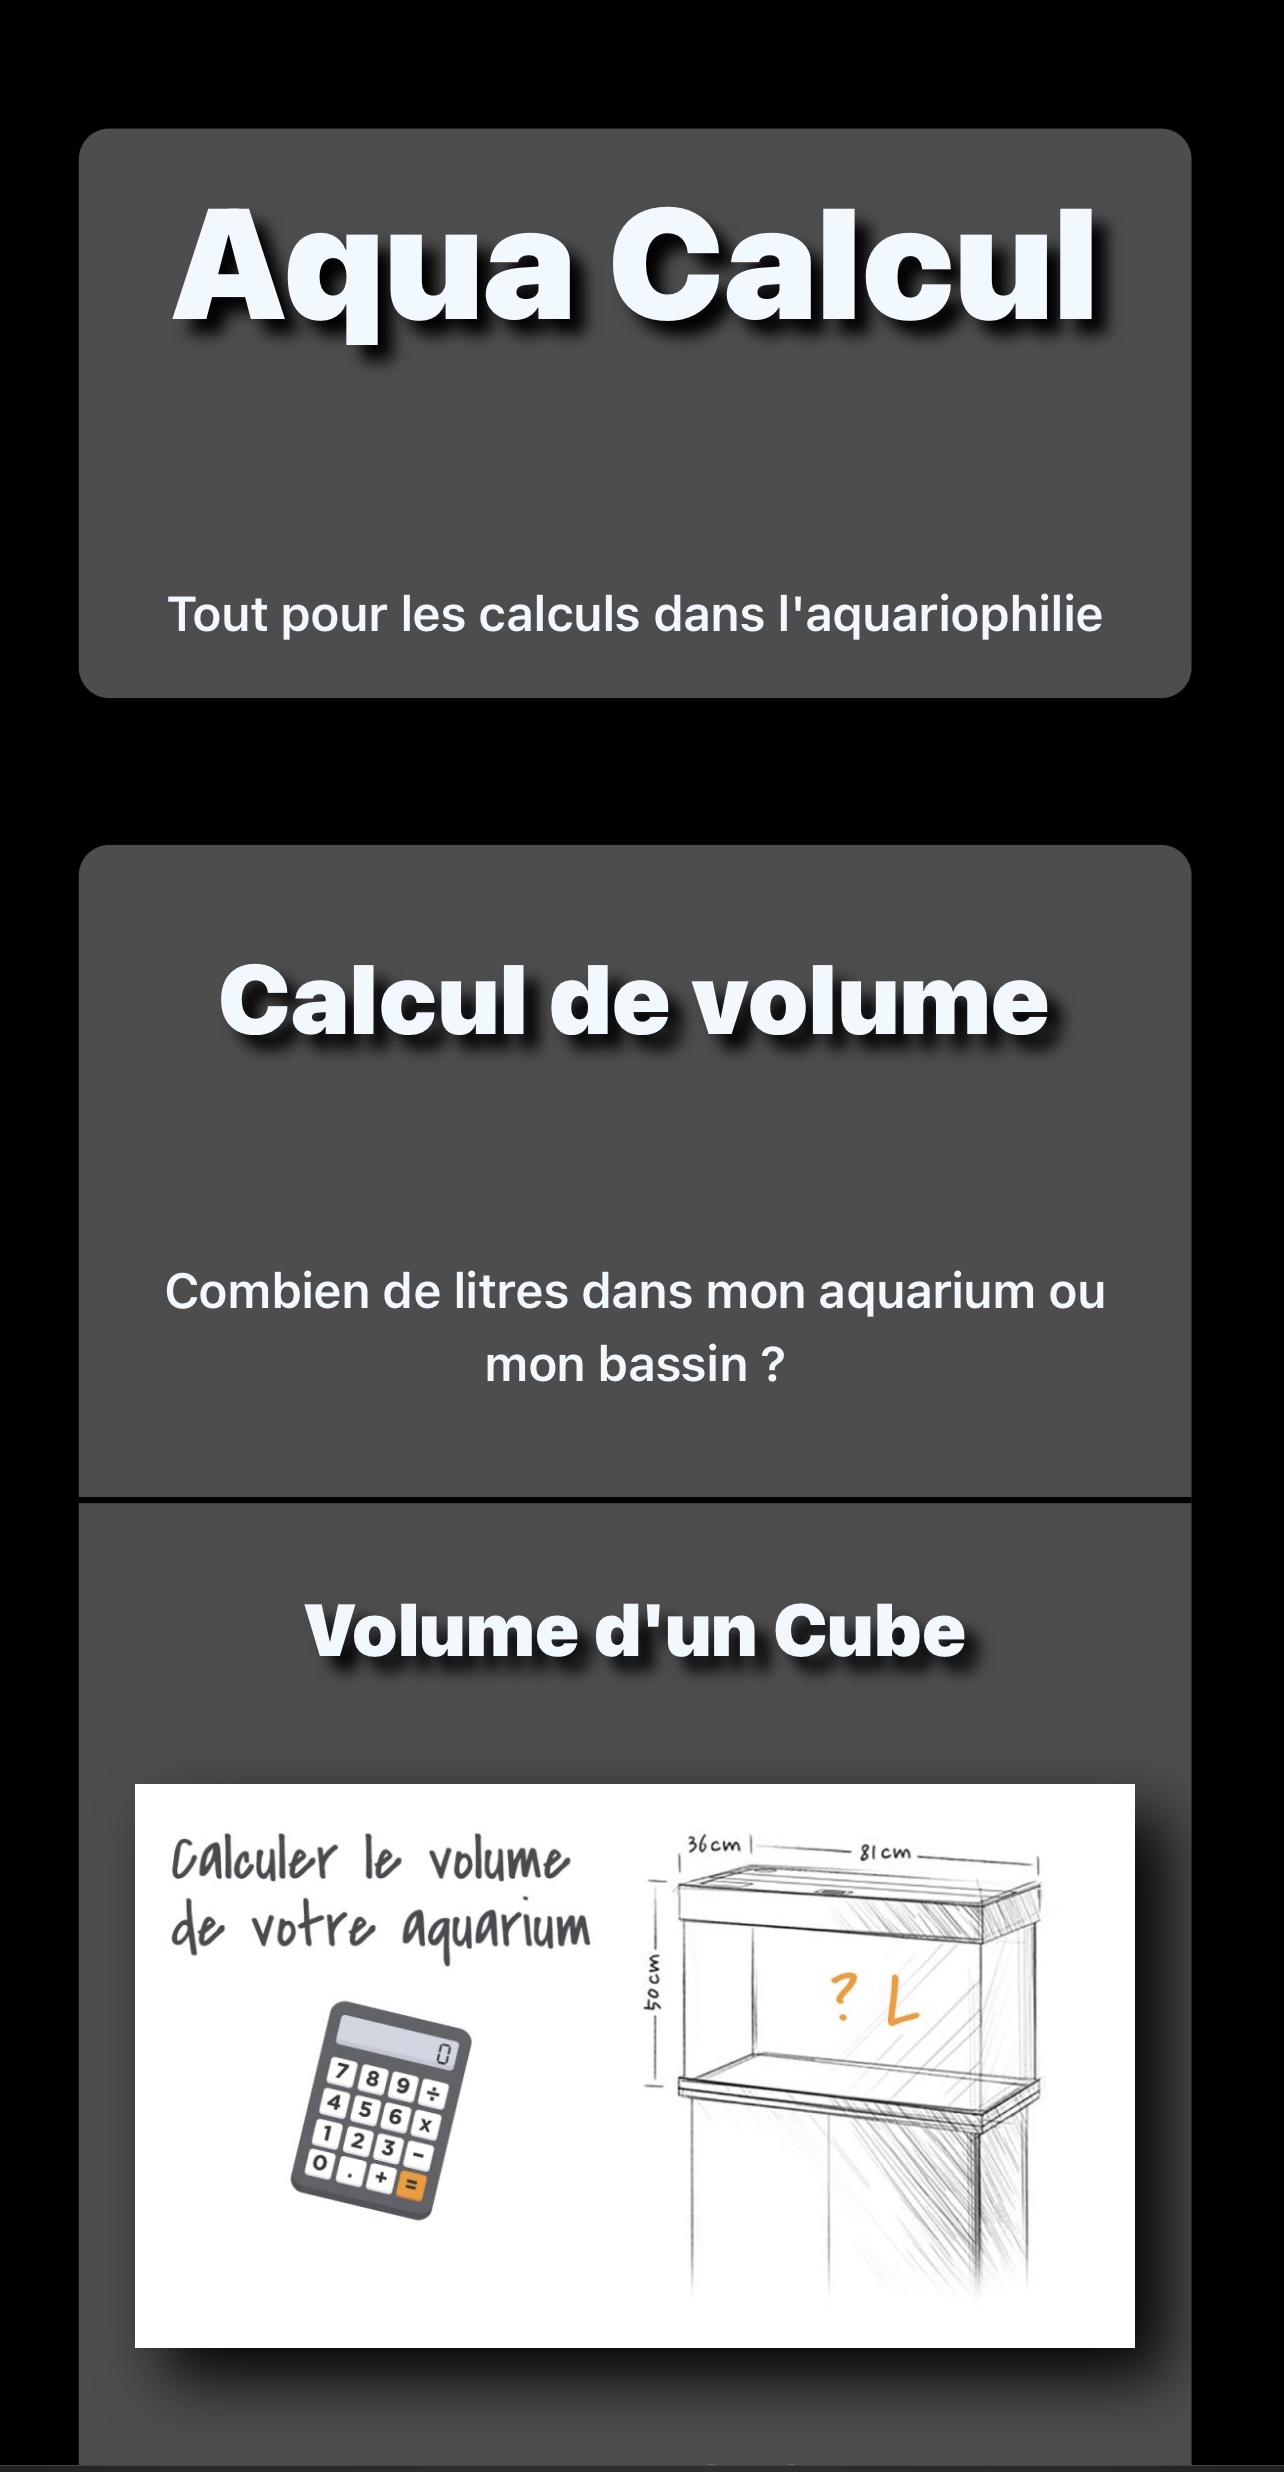 Aqua Calcul
Tout pour les calculs dans l'aquariophilie
Calcul de volume
Combien de litres dans mon aquarium ou
mon bassin ?
Volume d'un Cube
Calculer le volume
de votre aquarium
36cm
81cm
50cm
? L
0
7 8 9 ÷
4 5 6 x
1 2 3 -
0 . + =